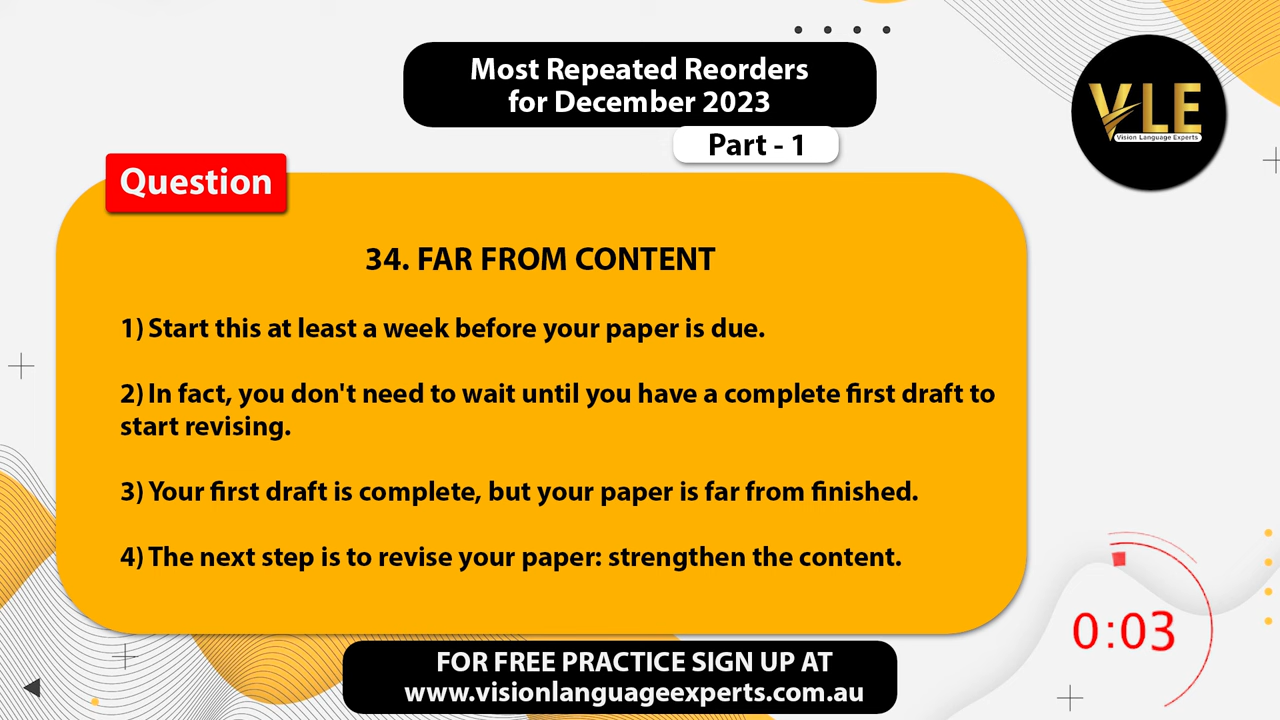 Most Repeated Reorders
for December 2023
Part - 1
VLE
Vision Language Experts
Question
34. FAR FROM CONTENT
1) Start this at least a week before your paper is due.
2) In fact, you don't need to wait until you have a complete first draft to
start revising.
3) Your first draft is complete, but your paper is far from finished.
4) The next step is to revise your paper: strengthen the content.
0:03
FOR FREE PRACTICE SIGN UP AT
www.visionlanguageexperts.com.au